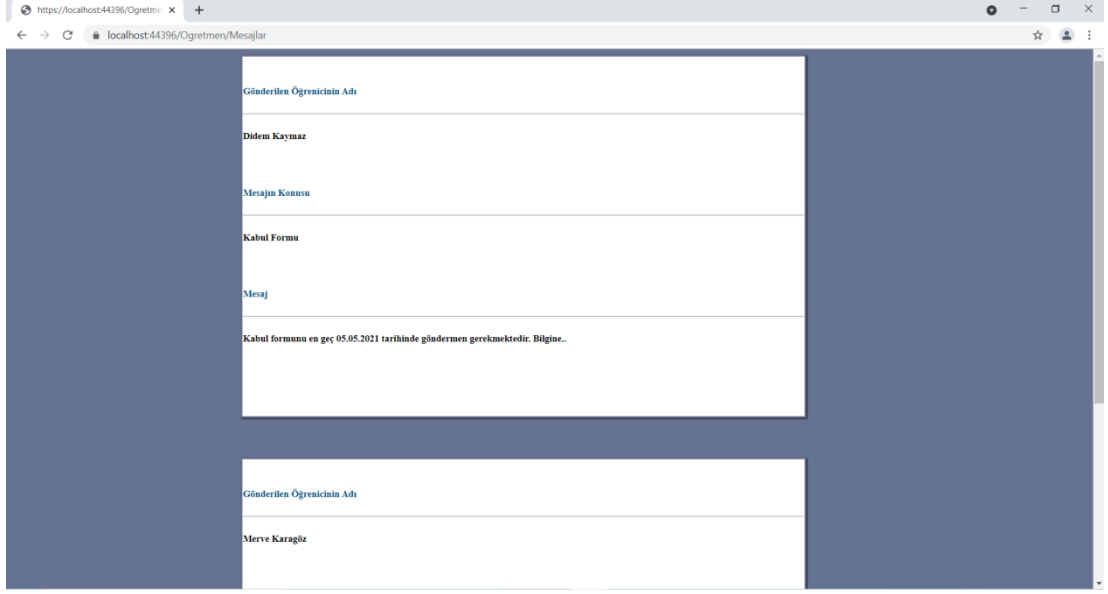 https://localhost:44396/Ogretme
localhost:44396/Ogretmen/Mesajlar
Gönderilen Öğrenicinin Adı
Didem Kaymaz
Mesajın Konusu
Kabul Formu
Mesaj
Kabul formunu en geç 05.05.2021 tarihinde göndermen gerekmektedir. Bilgine..
Gönderilen Öğrenicinin Adı
Merve Karagöz